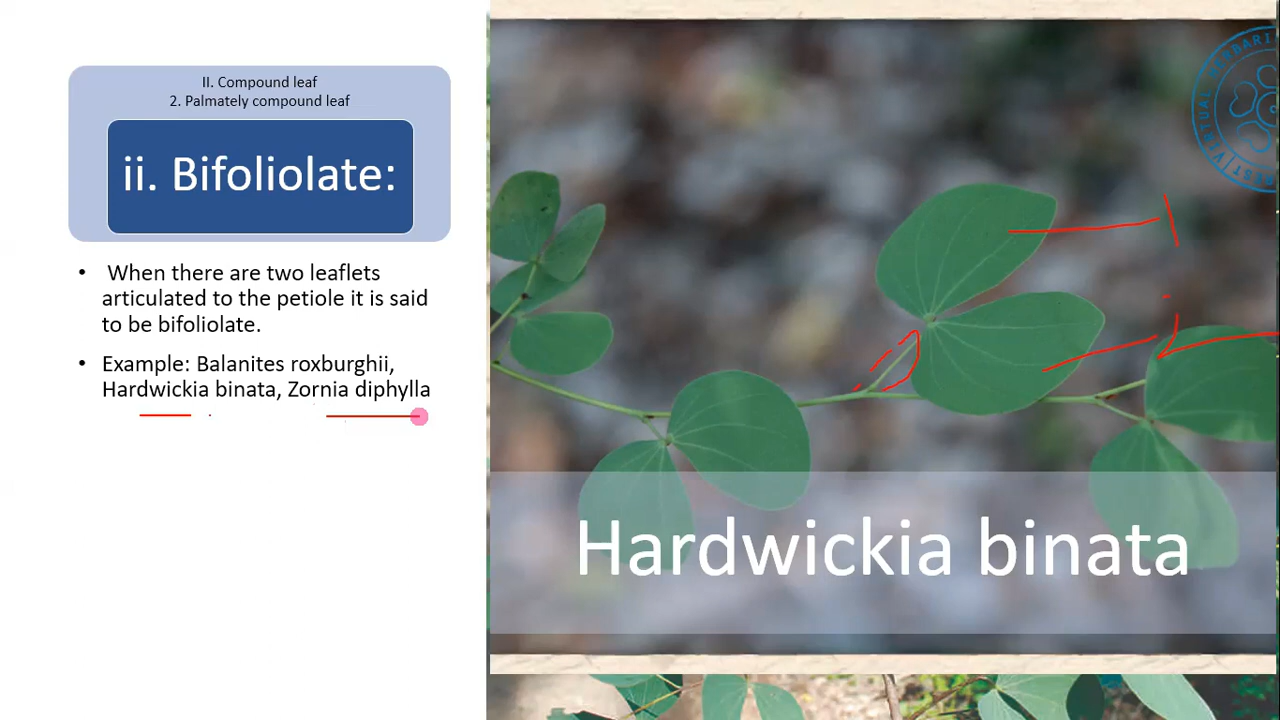 II. Compound leaf
2. Palmately compound leaf
ii. Bifoliolate:
• When there are two leaflets
articulated to the petiole it is said
to be bifoliolate.
• Example: Balanites roxburghii,
Hardwickia binata, Zornia diphylla
Hardwickia binata
VIRTUAL